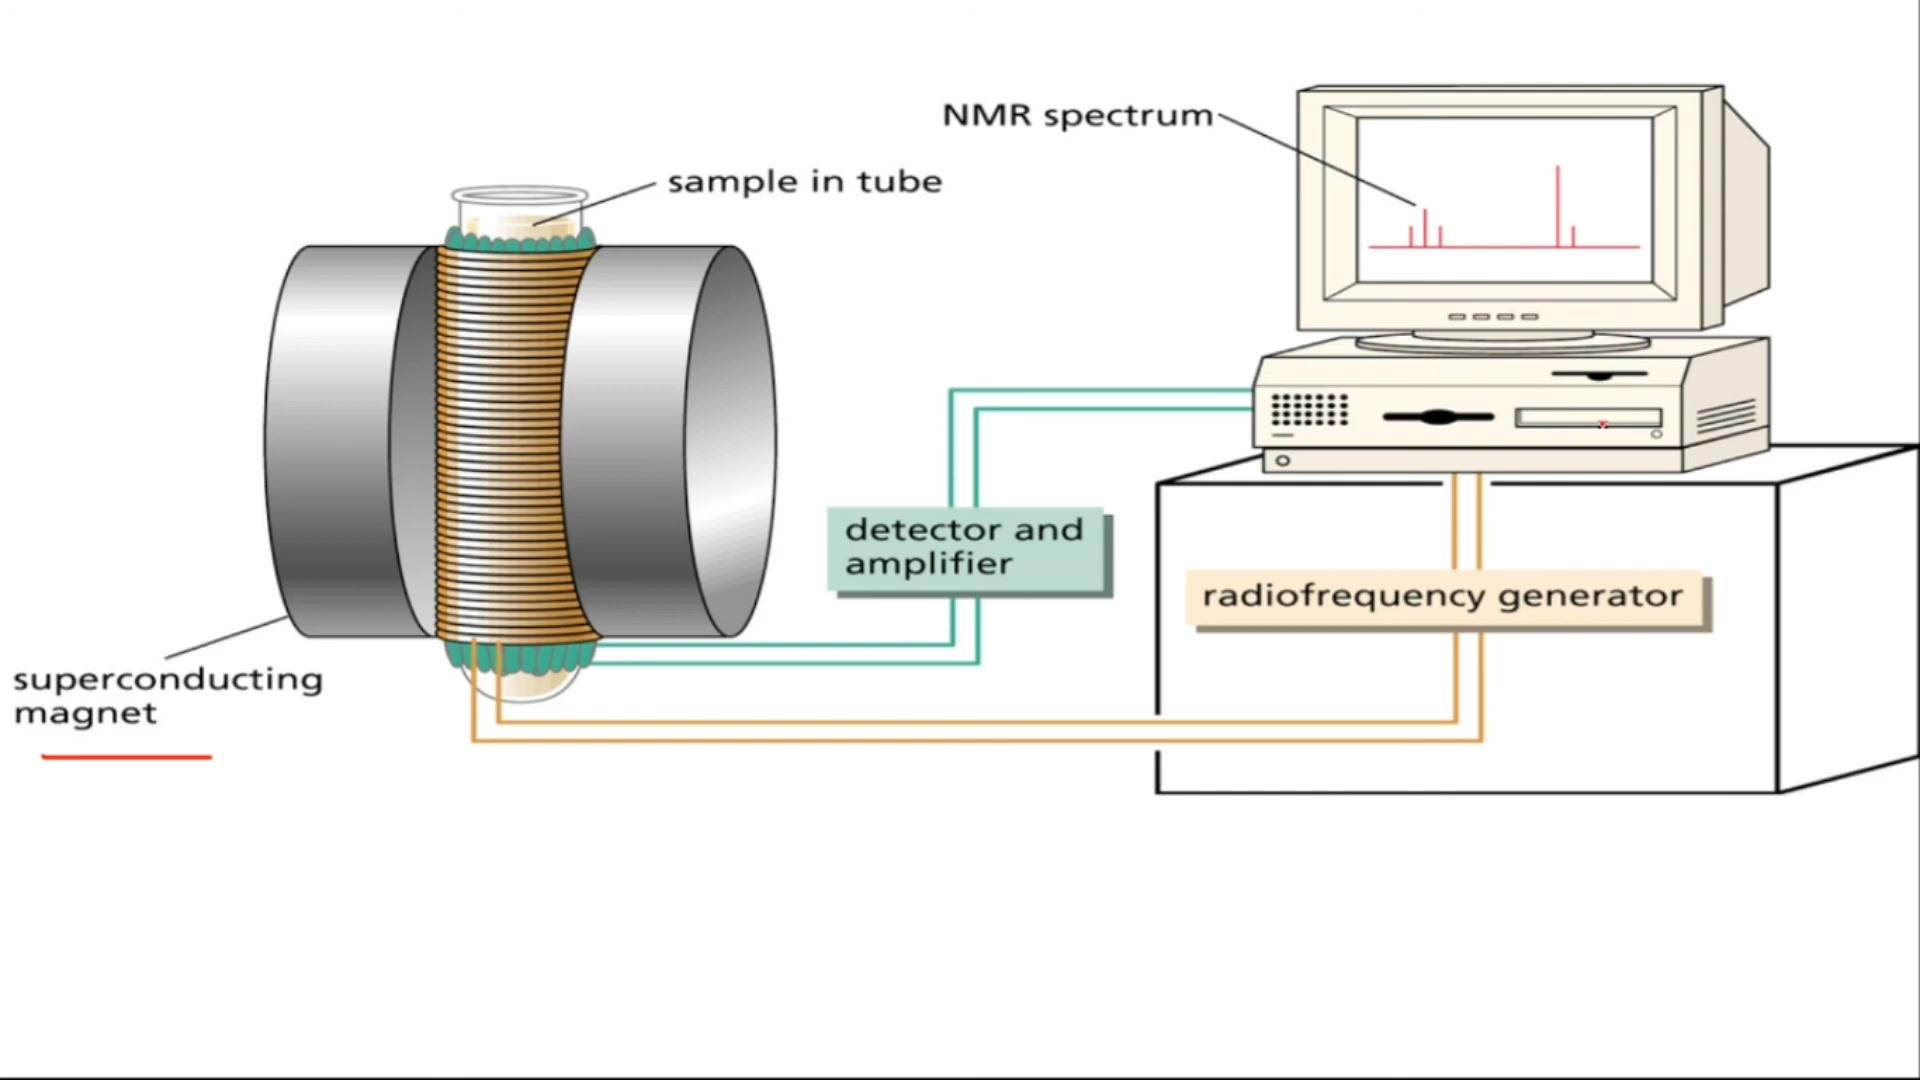 NMR spectrum
sample in tube
detector and
amplifier
radiofrequency generator
superconducting
magnet